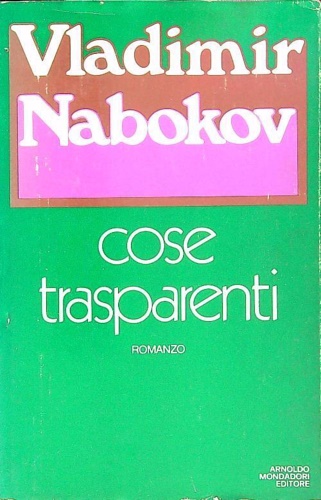 Vladimir
Nabokov
cose
trasparenti
ROMANZO
ARNOLDO
MONDADORI
EDITORE